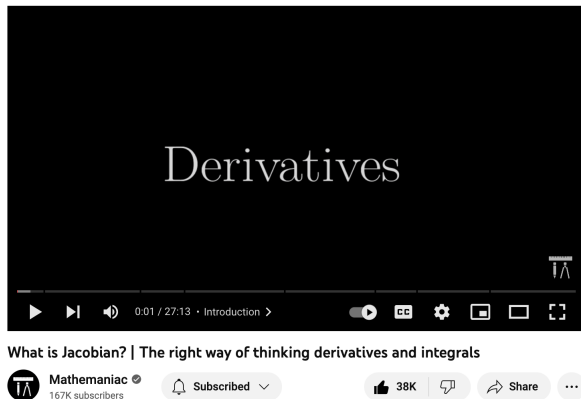 Derivatives
0:01 / 27:13 • Introduction
CC
What is Jacobian? | The right way of thinking derivatives and integrals
Mathemaniac
167K subscribers
Subscribed
38K
Share